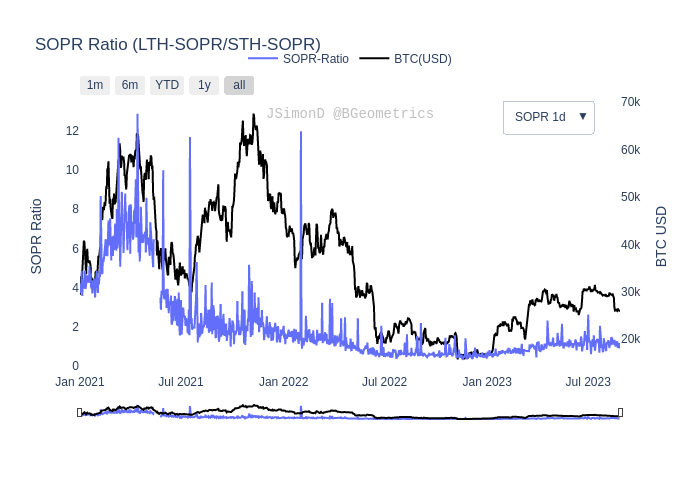 SOPR Ratio (LTH-SOPR/STH-SOPR)
SOPR-Ratio BTC(USD)
1m 6m YTD 1y all
JSimonD @BGeometrics
SOPR 1d ▼
12
10
8
6
4
2
0
SOPR Ratio
70k
60k
50k
40k
30k
20k
BTC USD
Jan 2021 Jul 2021 Jan 2022 Jul 2022 Jan 2023 Jul 2023